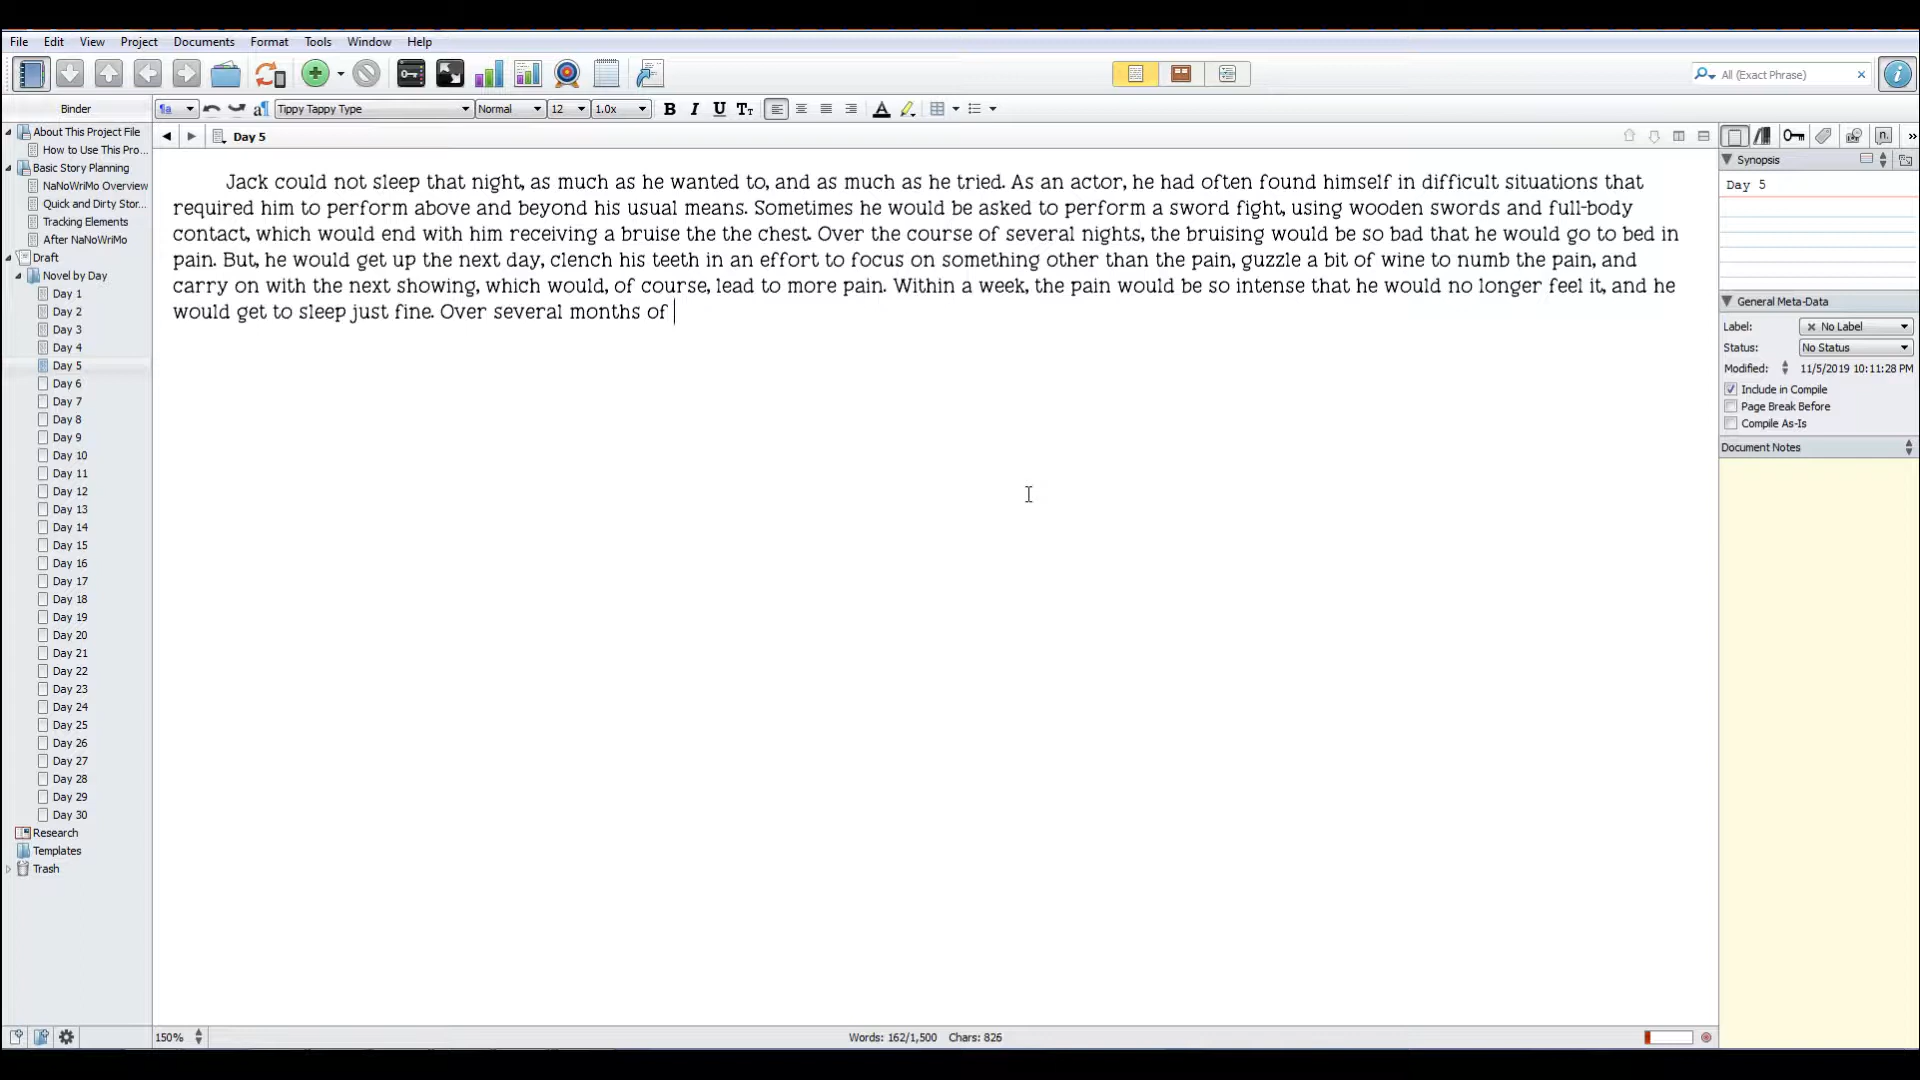 File Edit View Project Documents Format Tools Window Help
All (Exact Phrase)
Binder
¶a Tippy Tappy Type Normal 12 1.0x B I U
Day 5
About This Project File
How to Use This Pro...
Basic Story Planning
NaNoWriMo Overview
Quick and Dirty Stor...
Tracking Elements
After NaNoWriMo
Draft
Novel by Day
Day 1
Day 2
Day 3
Day 4
Day 5
Day 6
Day 7
Day 8
Day 9
Day 10
Day 11
Day 12
Day 13
Day 14
Day 15
Day 16
Day 17
Day 18
Day 19
Day 20
Day 21
Day 22
Day 23
Day 24
Day 25
Day 26
Day 27
Day 28
Day 29
Day 30
Research
Templates
Trash
Jack could not sleep that night, as much as he wanted to, and as much as he tried. As an actor, he had often found himself in difficult situations that
required him to perform above and beyond his usual means. Sometimes he would be asked to perform a sword fight, using wooden swords and full-body
contact, which would end with him receiving a bruise the the chest. Over the course of several nights, the bruising would be so bad that he would go to bed in
pain. But, he would get up the next day, clench his teeth in an effort to focus on something other than the pain, guzzle a bit of wine to numb the pain, and
carry on with the next showing, which would, of course, lead to more pain. Within a week, the pain would be so intense that he would no longer feel it, and he
would get to sleep just fine. Over several months of
Synopsis
Day 5
General Meta-Data
Label: No Label
Status: No Status
Modified: 11/5/2019 10:11:28 PM
Include in Compile
Page Break Before
Compile As-Is
Document Notes
150%
Words: 162/1,500 Chars: 826